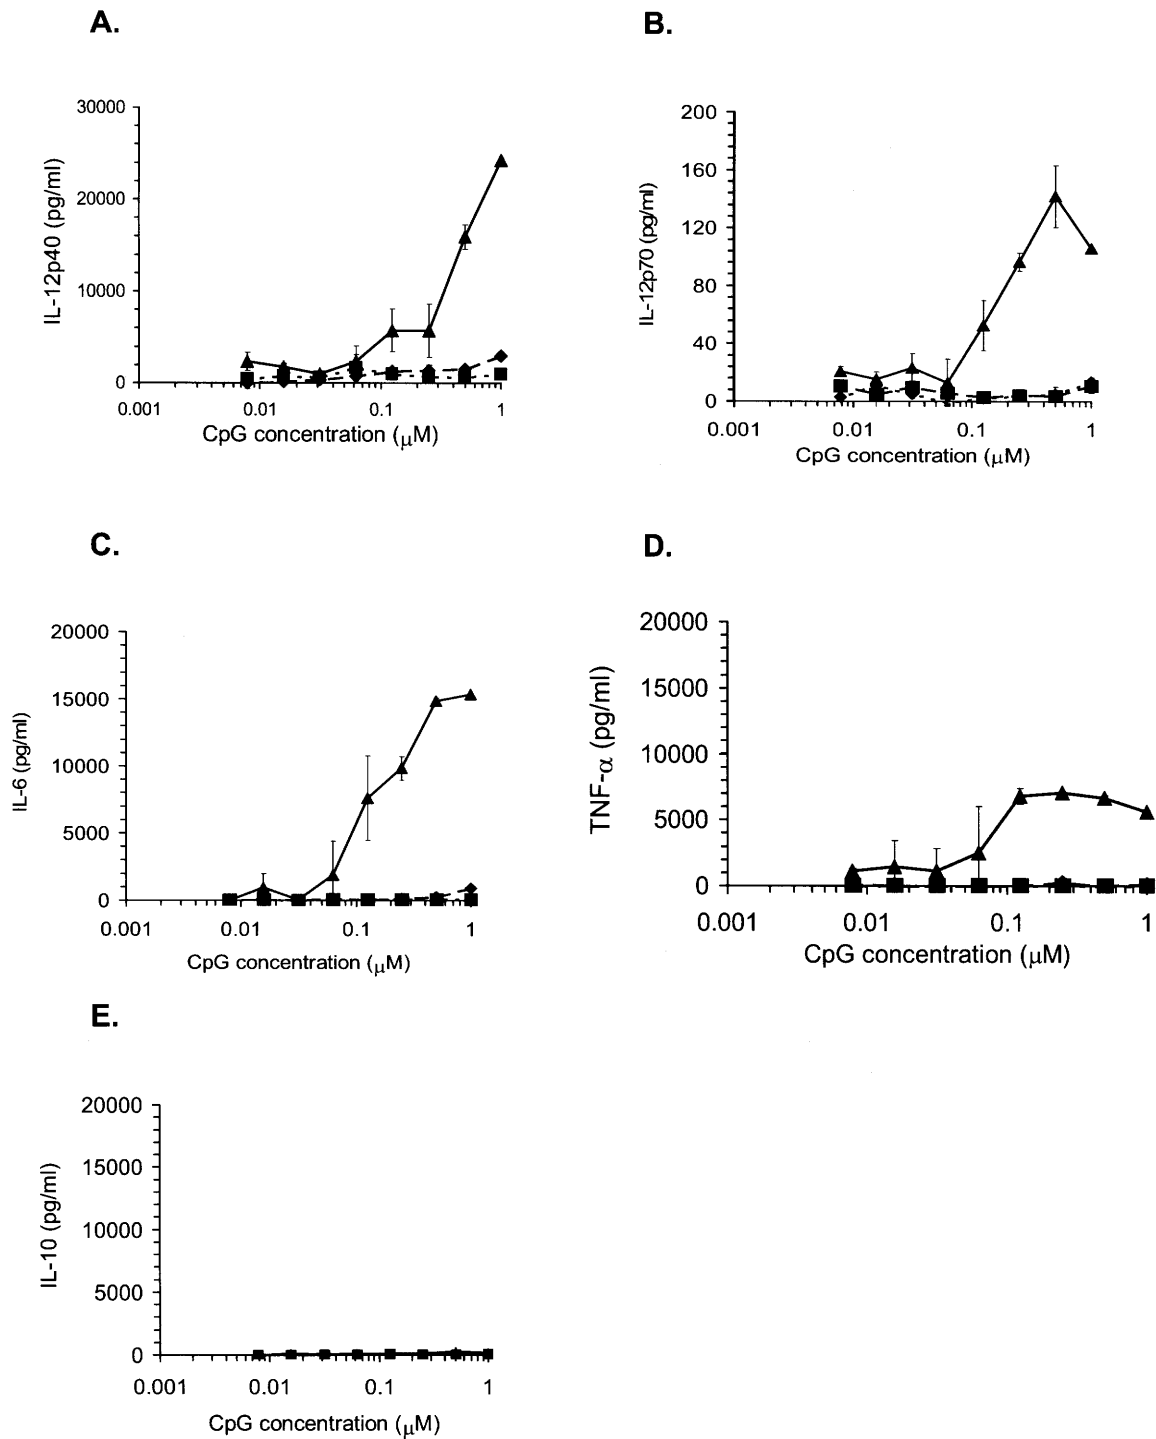 A.
30000
20000
10000
0
IL-12p40 (pg/ml)
0.001 0.01 0.1 1
CpG concentration (μM)
B.
200
160
120
80
40
0
IL-12p70 (pg/ml)
0.001 0.01 0.1 1
CpG concentration (μM)
C.
20000
15000
10000
5000
0
IL-6 (pg/ml)
0.001 0.01 0.1 1
CpG concentration (μM)
D.
20000
15000
10000
5000
0
TNF-α (pg/ml)
0.001 0.01 0.1 1
CpG concentration (μM)
E.
20000
15000
10000
5000
0
IL-10 (pg/ml)
0.001 0.01 0.1 1
CpG concentration (μM)